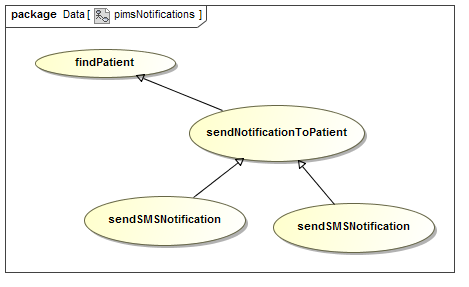 package Data [ pimsNotifications ]
findPatient
sendNotificationToPatient
sendSMSNotification
sendSMSNotification